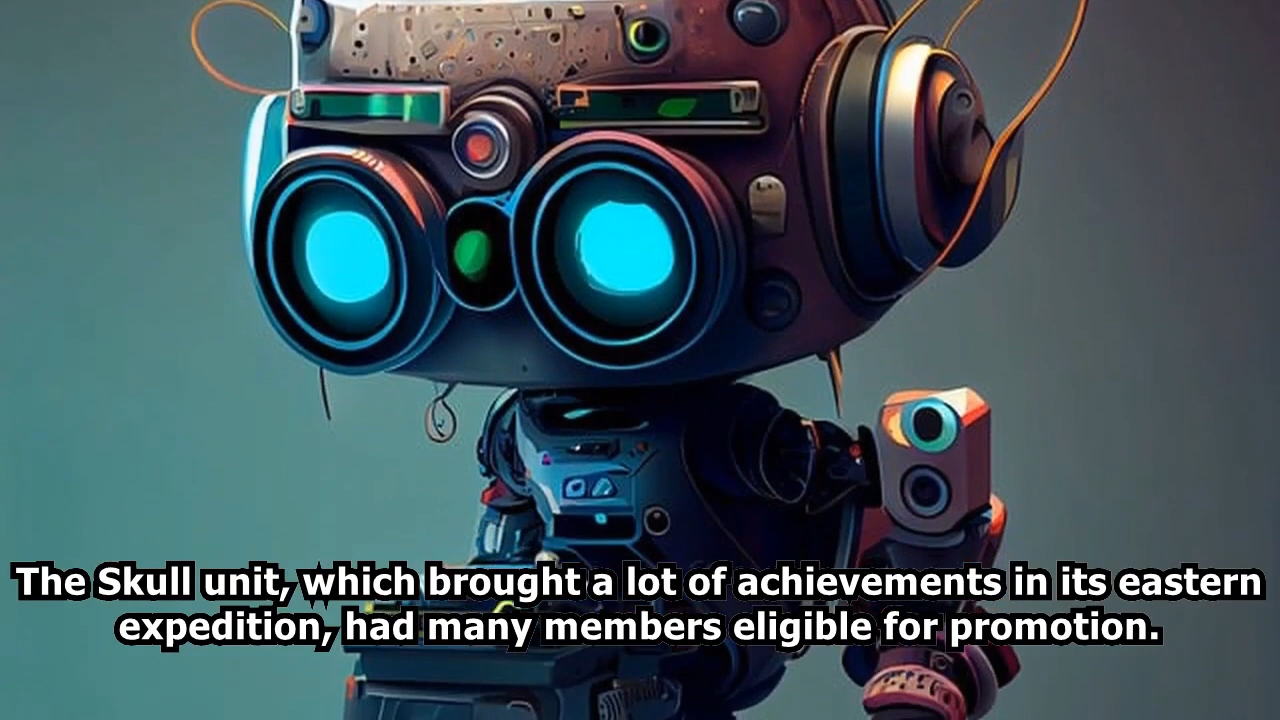 The Skull unit, which brought a lot of achievements in its eastern
expedition, had many members eligible for promotion.